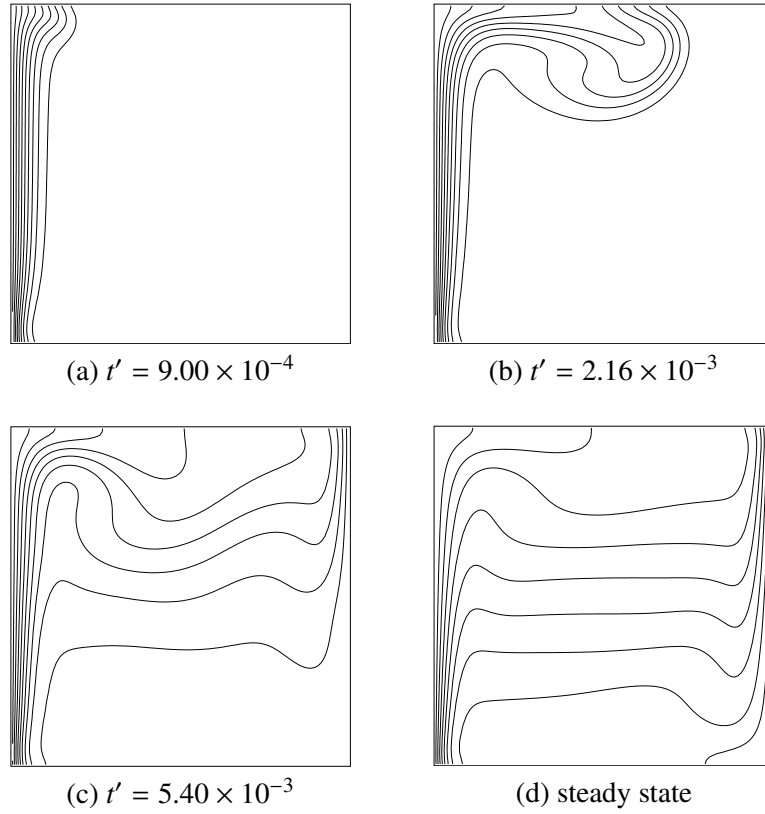 (a) t′ = 9.00 × 10⁻⁴
(b) t′ = 2.16 × 10⁻³
(c) t′ = 5.40 × 10⁻³
(d) steady state